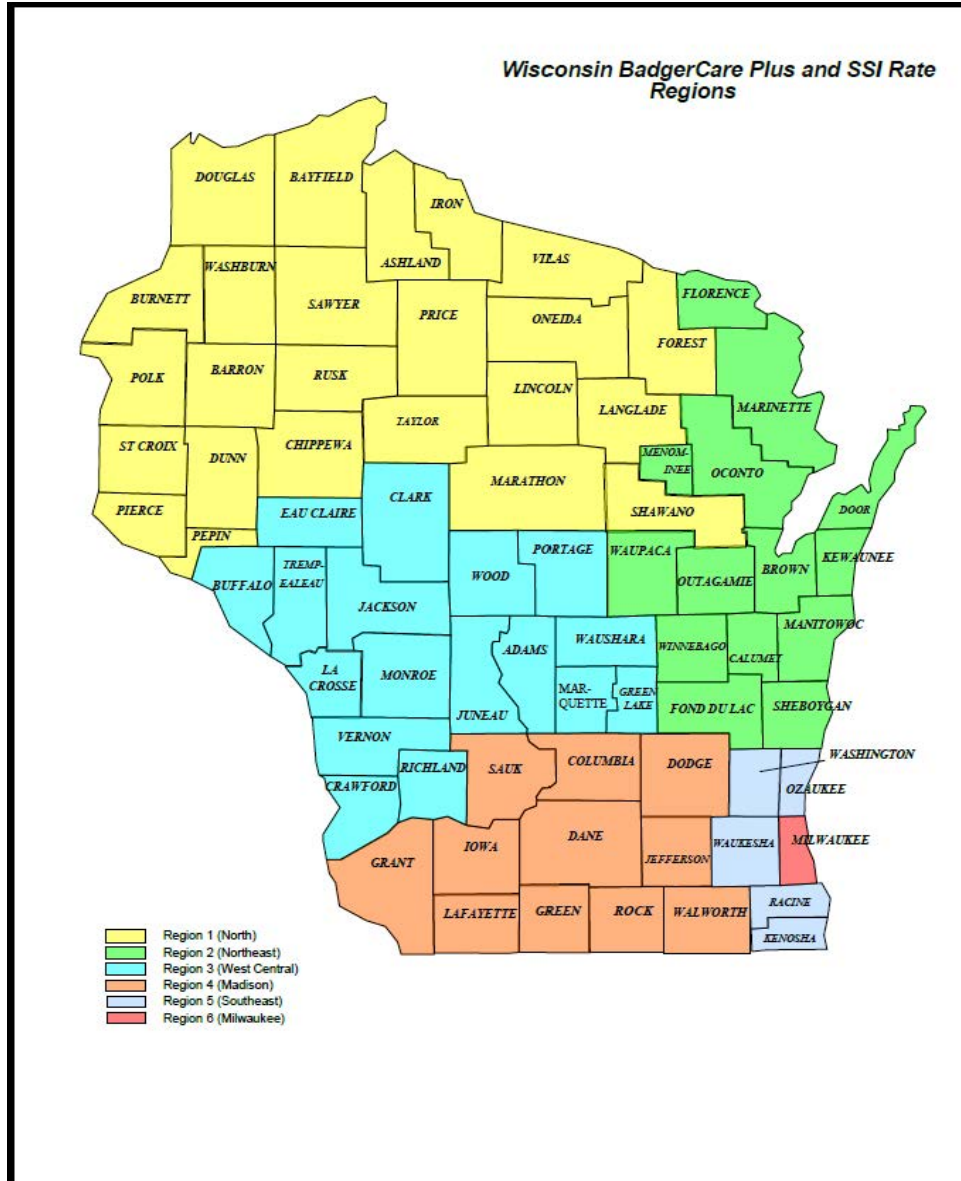 Wisconsin BadgerCare Plus and SSI Rate
Regions
DOUGLAS
BAYFIELD
IRON
ASHLAND
VILAS
WASHBURN
BURNETT
SAWYER
PRICE
ONEIDA
FLORENCE
FOREST
POLK
BARRON
RUSK
LINCOLN
LANGLADE
MARINETTE
TAYLOR
ST CROIX
DUNN
CHIPPEWA
MENOM-
INEE
OCONTO
CLARK
MARATHON
PIERCE
EAU CLAIRE
SHAWANO
DOOR
PEPIN
BUFFALO
TREMP-
EALEAU
WOOD
PORTAGE
WAUPACA
OUTAGAMIE
BROWN
KEWAUNEE
JACKSON
MANITOWOC
ADAMS
WAUSHARA
WINNEBAGO
CALUMET
LA
CROSSE
MONROE
MAR-
QUETTE
GREEN
LAKE
JUNEAU
FOND DU LAC
SHEBOYGAN
VERNON
RICHLAND
SAUK
COLUMBIA
DODGE
WASHINGTON
CRAWFORD
OZAUKEE
GRANT
IOWA
DANE
JEFFERSON
WAUKESHA
MILWAUKEE
LAFAYETTE
GREEN
ROCK
WALWORTH
RACINE
KENOSHA
Region 1 (North)
Region 2 (Northeast)
Region 3 (West Central)
Region 4 (Madison)
Region 5 (Southeast)
Region 6 (Milwaukee)